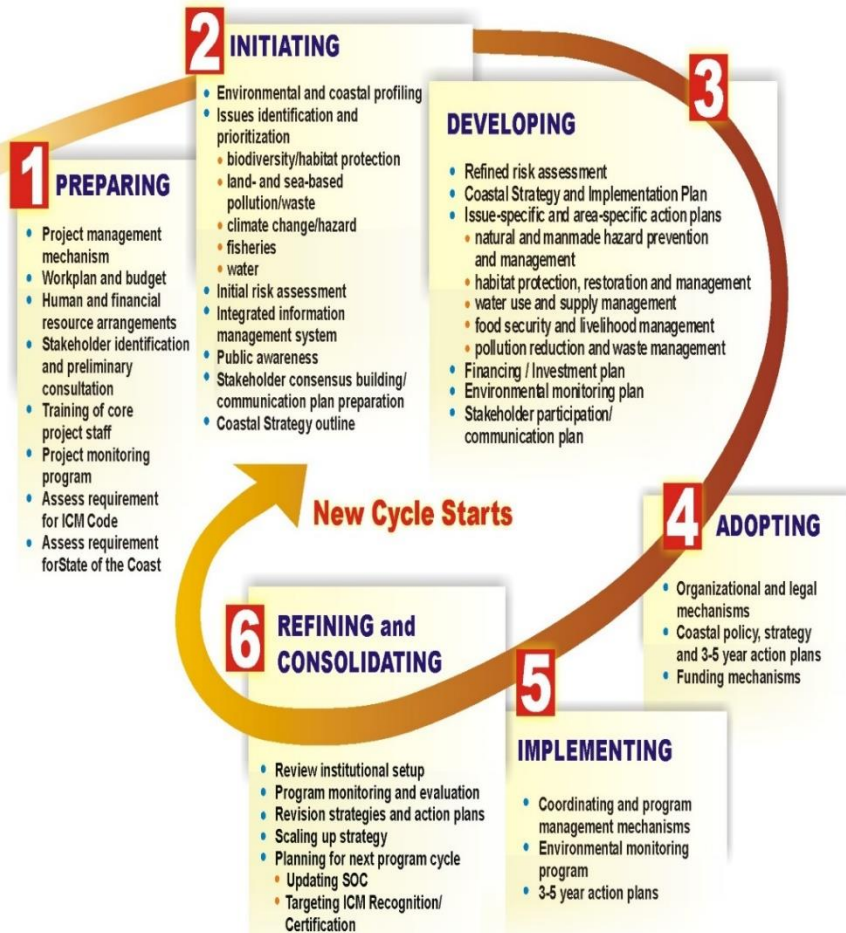 1
PREPARING
Project management
mechanism
Workplan and budget
Human and financial
resource arrangements
Stakeholder identification
and preliminary
consultation
Training of core
project staff
Project monitoring
program
Assess requirement
for ICM Code
Assess requirement
forState of the Coast
2
INITIATING
Environmental and coastal profiling
Issues identification and
prioritization
biodiversity/habitat protection
land- and sea-based
pollution/waste
climate change/hazard
fisheries
water
Initial risk assessment
Integrated information
management system
Public awareness
Stakeholder consensus building/
communication plan preparation
Coastal Strategy outline
3
DEVELOPING
Refined risk assessment
Coastal Strategy and Implementation Plan
Issue-specific and area-specific action plans
natural and manmade hazard prevention
and management
habitat protection, restoration and management
water use and supply management
food security and livelihood management
pollution reduction and waste management
Financing / Investment plan
Environmental monitoring plan
Stakeholder participation/
communication plan
4
ADOPTING
Organizational and legal
mechanisms
Coastal policy, strategy
and 3-5 year action plans
Funding mechanisms
5
IMPLEMENTING
Coordinating and program
management mechanisms
Environmental monitoring
program
3-5 year action plans
6
REFINING and
CONSOLIDATING
Review institutional setup
Program monitoring and evaluation
Revision strategies and action plans
Scaling up strategy
Planning for next program cycle
Updating SOC
Targeting ICM Recognition/
Certification
New Cycle Starts